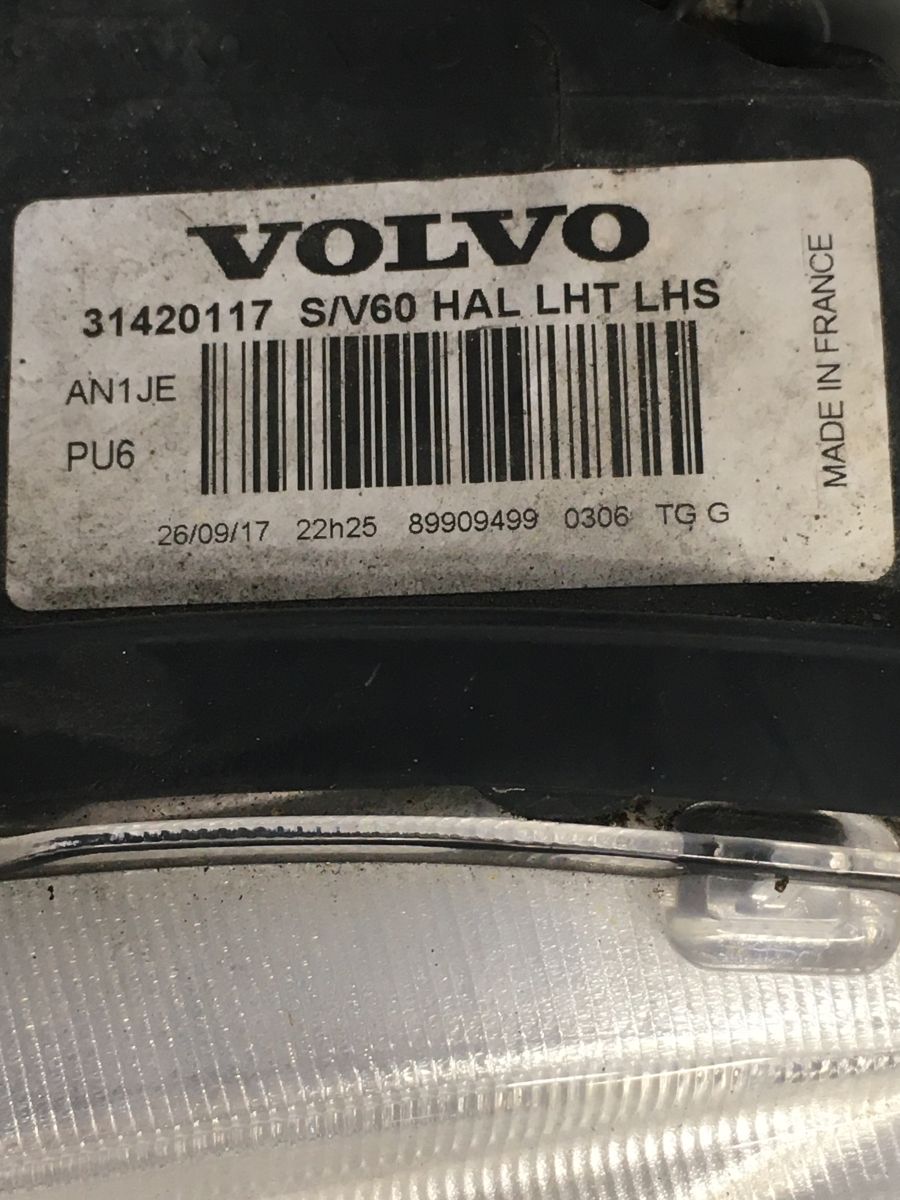 VOLVO
31420117 S/V60 HAL LHT LHS
AN1JE
PU6
26/09/17 22h25 89909499 0306 TG G
MADE IN FRANCE